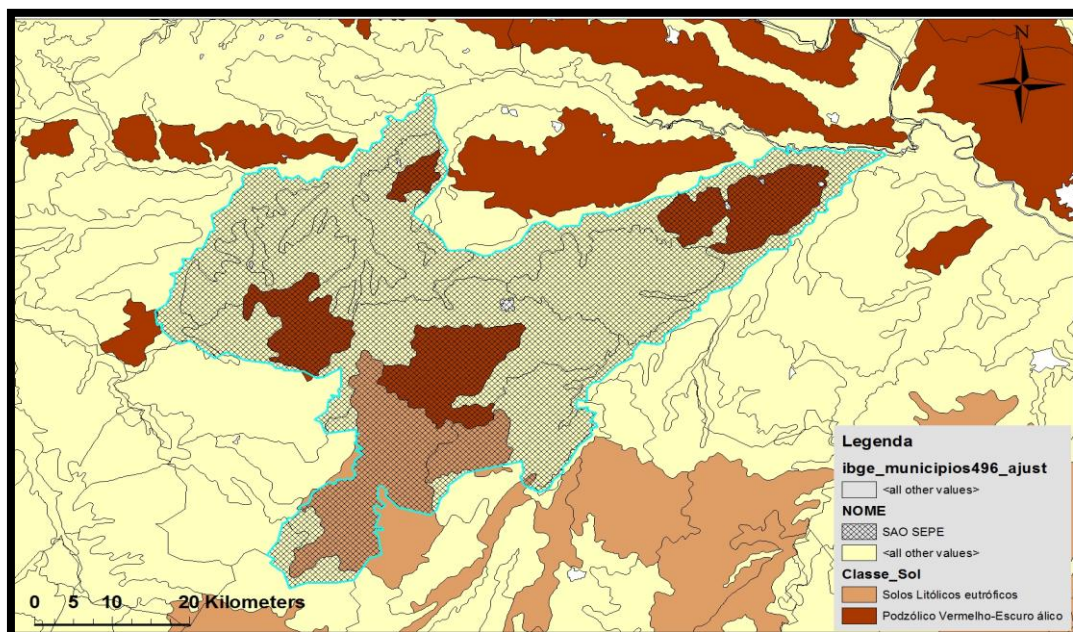 N
Legenda
ibge_municipios496_ajust
<all other values>
NOME
SAO SEPE
<all other values>
Classe_Sol
Solos Litólicos eutróficos
Podzólico Vermelho-Escuro álico
0 5 10 20 Kilometers